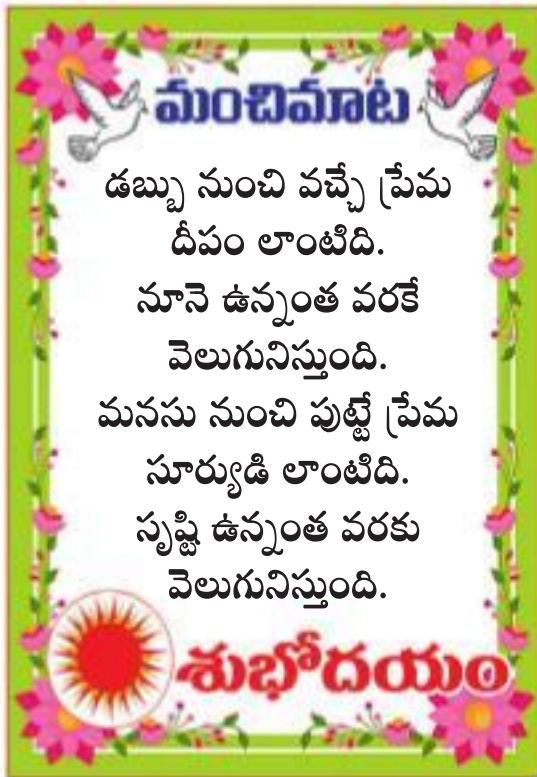 మంచిమాట
డబ్బు నుంచి వచ్చే ప్రేమ
దీపం లాంటిది.
నూనె ఉన్నంత వరకే
వెలుగునిస్తుంది.
మనసు నుంచి పుట్టే ప్రేమ
సూర్యుడి లాంటిది.
సృష్టి ఉన్నంత వరకు
వెలుగునిస్తుంది.
శుభోదయం